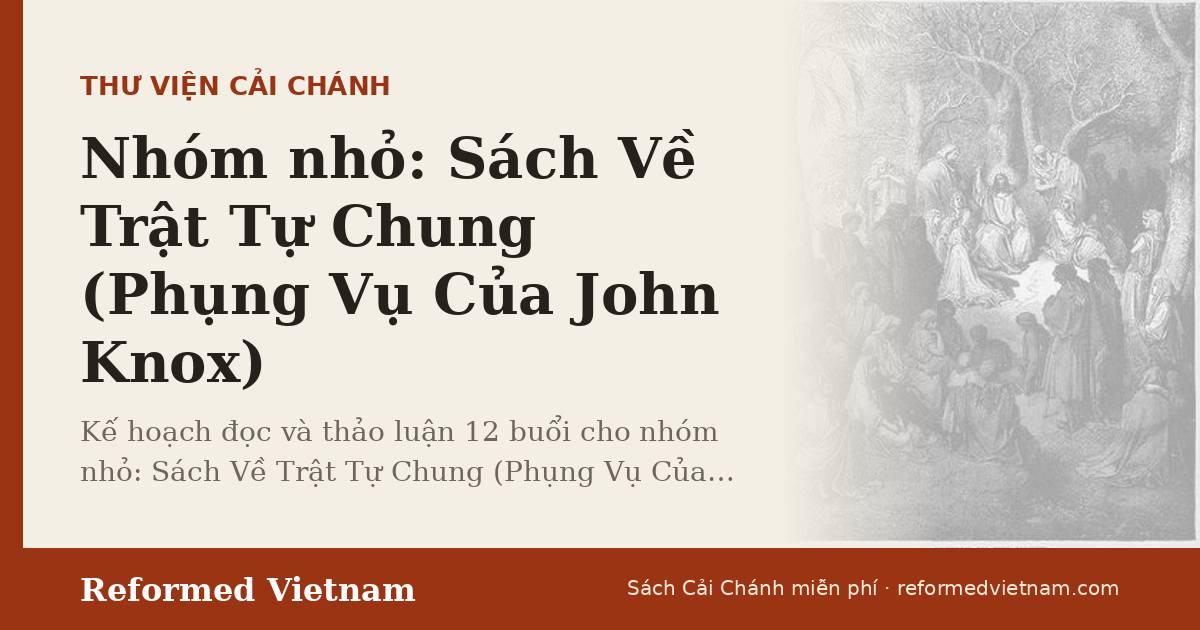 THƯ VIỆN CẢI CHÁNH
Nhóm nhỏ: Sách Về
Trật Tự Chung
(Phụng Vụ Của John
Knox)
Kế hoạch đọc và thảo luận 12 buổi cho nhóm
nhỏ: Sách Về Trật Tự Chung (Phụng Vụ Của...
Reformed Vietnam
Sách Cải Chánh miễn phí · reformedvietnam.com